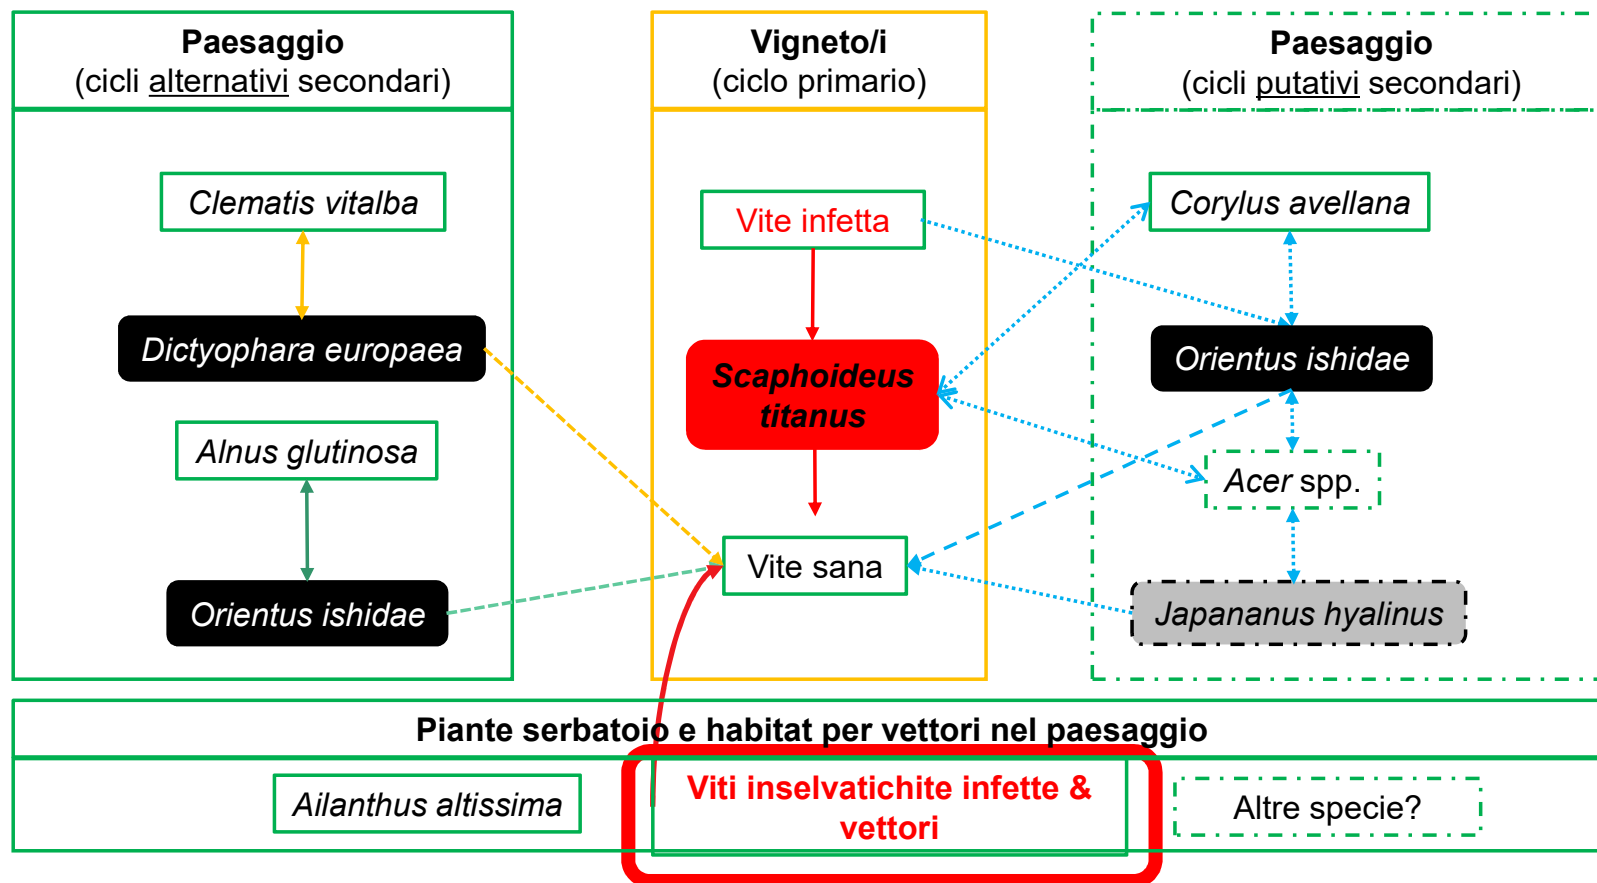 Paesaggio
(cicli alternativi secondari)
Clematis vitalba
Dictyophara europaea
Alnus glutinosa
Orientus ishidae
Vigneto/i
(ciclo primario)
Vite infetta
Scaphoideus
titanus
Vite sana
Paesaggio
(cicli putativi secondari)
Corylus avellana
Orientus ishidae
Acer spp.
Japananus hyalinus
Piante serbatoio e habitat per vettori nel paesaggio
Ailanthus altissima
Viti inselvatichite infette &
vettori
Altre specie?